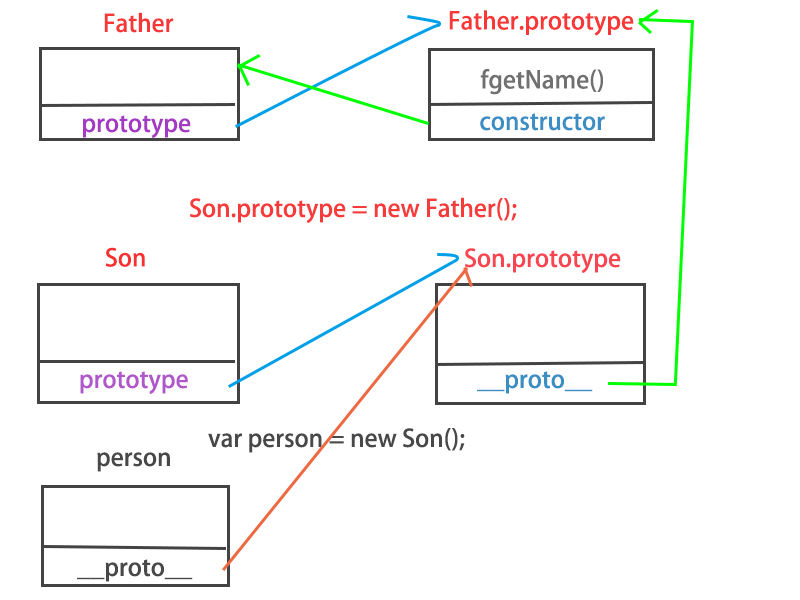 Father
Father.prototype
fgetName()
prototype
constructor
Son.prototype = new Father();
Son
Son.prototype
prototype
__proto__
var person = new Son();
person
__proto__